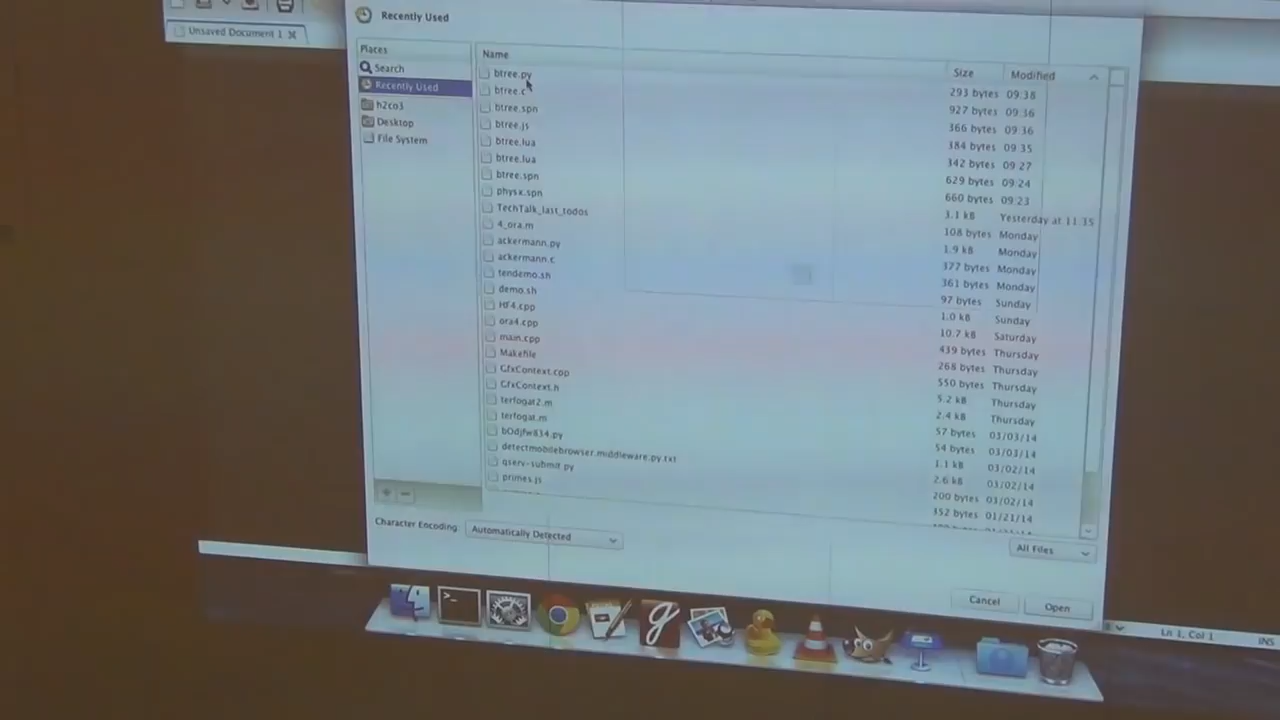 Recently Used
Unsaved Document 1
Places
Search
Recently Used
h2co3
Desktop
File System
Name Size Modified
btree.py 293 bytes 09:38
btree.c 927 bytes 09:36
btree.spn 366 bytes 09:36
btree.js 384 bytes 09:35
btree.lua 342 bytes 09:27
btree.lua 629 bytes 09:24
btree.spn 660 bytes 09:23
physx.spn 3.1 kB Yesterday at 11:35
TechTalk_last_todos 108 bytes Monday
4_ora.m 1.9 kB Monday
ackermann.py 377 bytes Monday
ackermann.c 361 bytes Monday
tendemo.sh 97 bytes Sunday
demo.sh 1.0 kB Sunday
HF4.cpp 10.7 kB Saturday
ora4.cpp 439 bytes Thursday
main.cpp 268 bytes Thursday
Makefile 550 bytes Thursday
GfxContext.cpp 5.2 kB Thursday
GfxContext.h 2.4 kB Thursday
terfogat2.m 57 bytes 03/03/14
terfogat.m 54 bytes 03/03/14
bOdjfw834.py 1.1 kB 03/02/14
detectmobilebrowser.middleware.py.txt 2.6 kB 03/02/14
qserv-submit.py 200 bytes 03/02/14
primes.js 352 bytes 01/21/14
Character Encoding: Automatically Detected
All Files
Cancel Open
Ln 1, Col 1 INS